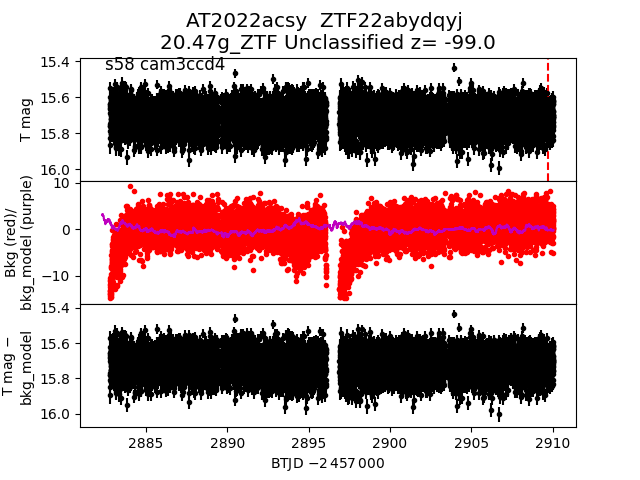 AT2022acsy  ZTF22abydqyj
20.47g_ZTF Unclassified z= -99.0
s58 cam3ccd4
15.4
15.6
15.8
16.0
T mag
10
0
−10
Bkg (red)/
bkg_model (purple)
15.4
15.6
15.8
16.0
T mag −
bkg_model
2885 2890 2895 2900 2905 2910
BTJD −2 457 000